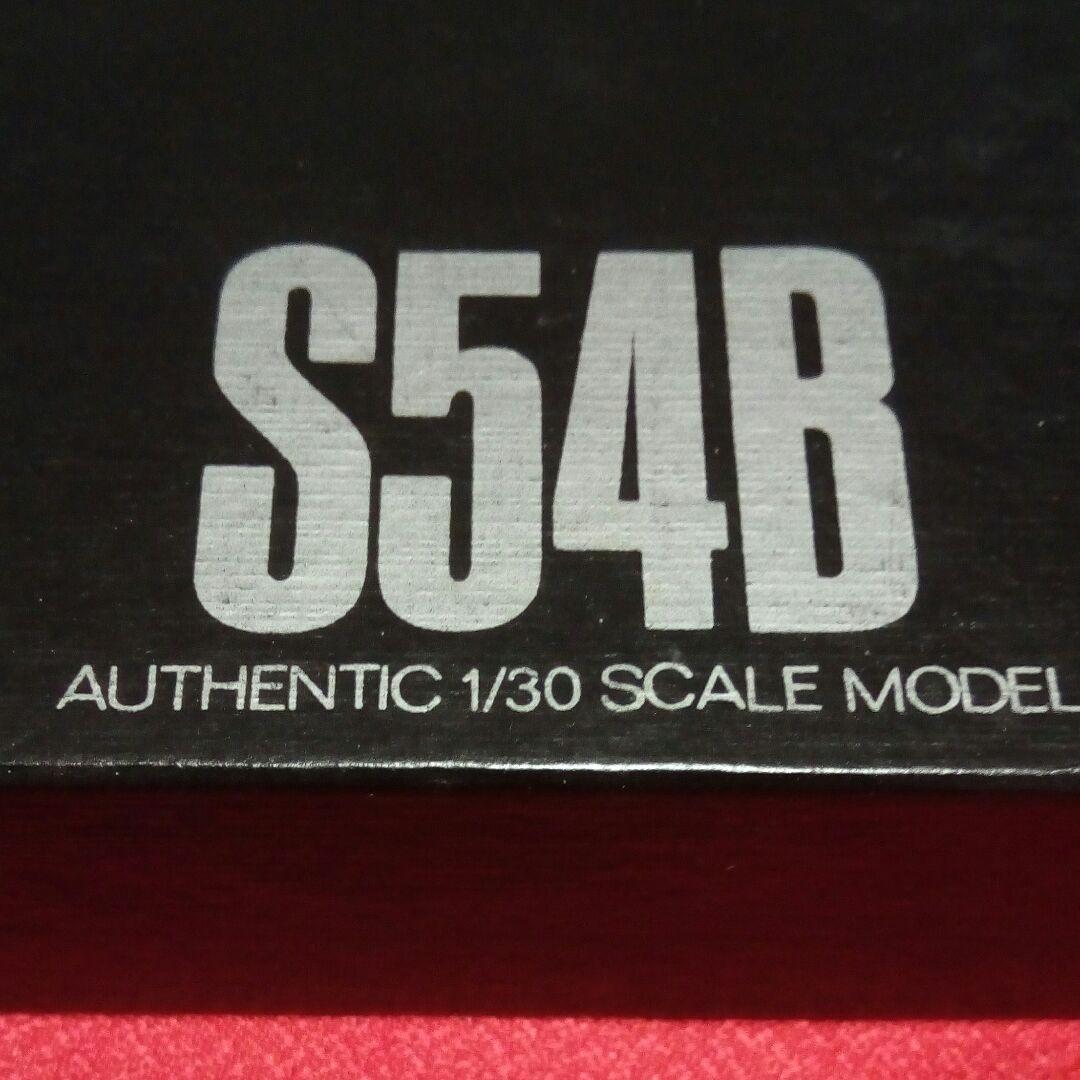 S54B
AUTHENTIC 1/30 SCALE MODEL